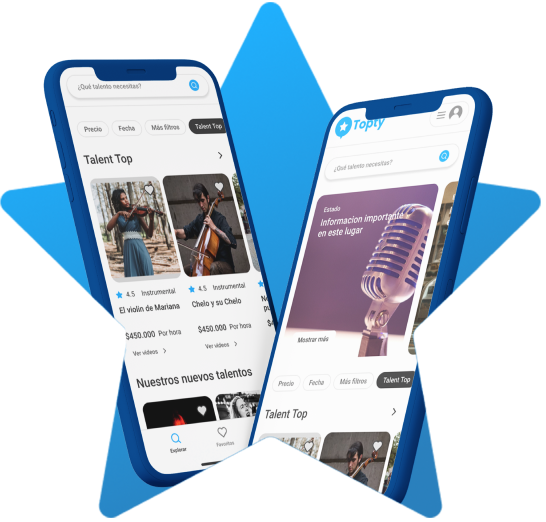 ¿Qué talento necesitas?
Precio
Fecha
Más filtros
Talent Top
Talent Top
4.5 Instrumental
El violin de Mariana
$450.000 Por hora
Ver videos
4.5 Instrumental
Chelo y su Chelo
$450.000 Por hora
Ver videos
Nuestros nuevos talentos
Explorar
Favoritos
Topty
¿Qué talento necesitas?
Estado
Informacion importante
en este lugar
Mostrar más
Precio
Fecha
Más filtros
Talent Top
Talent Top